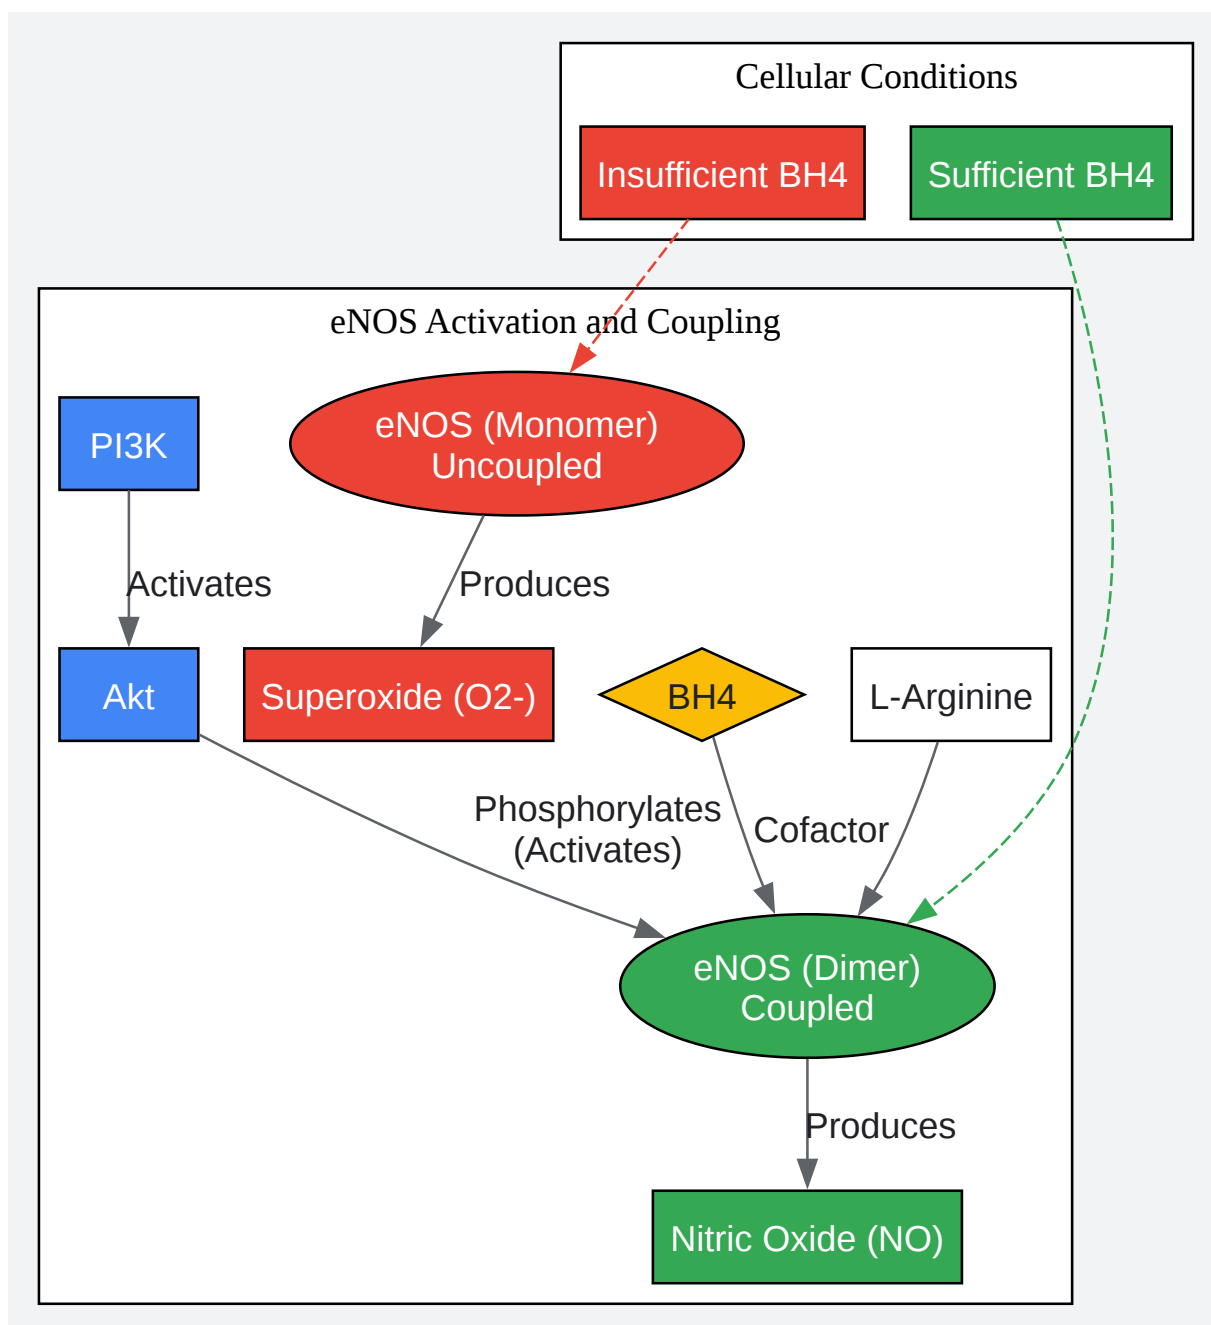 Cellular Conditions
Insufficient BH4
Sufficient BH4
eNOS Activation and Coupling
PI3K
eNOS (Monomer)
Uncoupled
Activates
Produces
Akt
Superoxide (O2-)
BH4
L-Arginine
Phosphorylates
(Activates)
Cofactor
eNOS (Dimer)
Coupled
Produces
Nitric Oxide (NO)